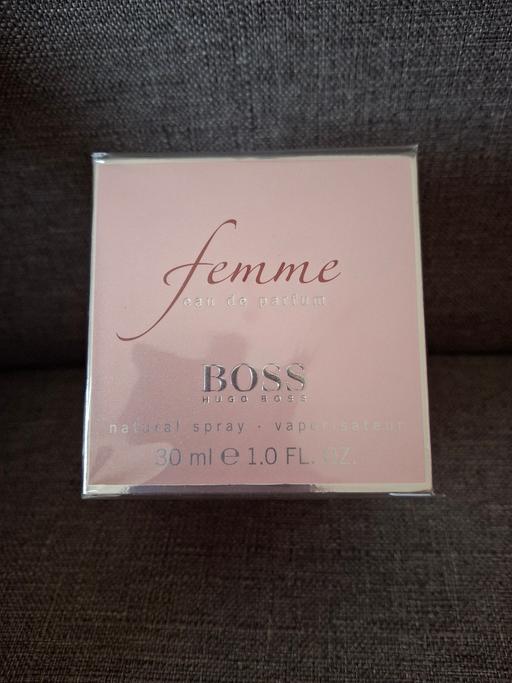 femme
eau de parfum
BOSS
HUGO BOSS
natural spray · vaporisateur
30 ml ℮ 1.0 FL. OZ.